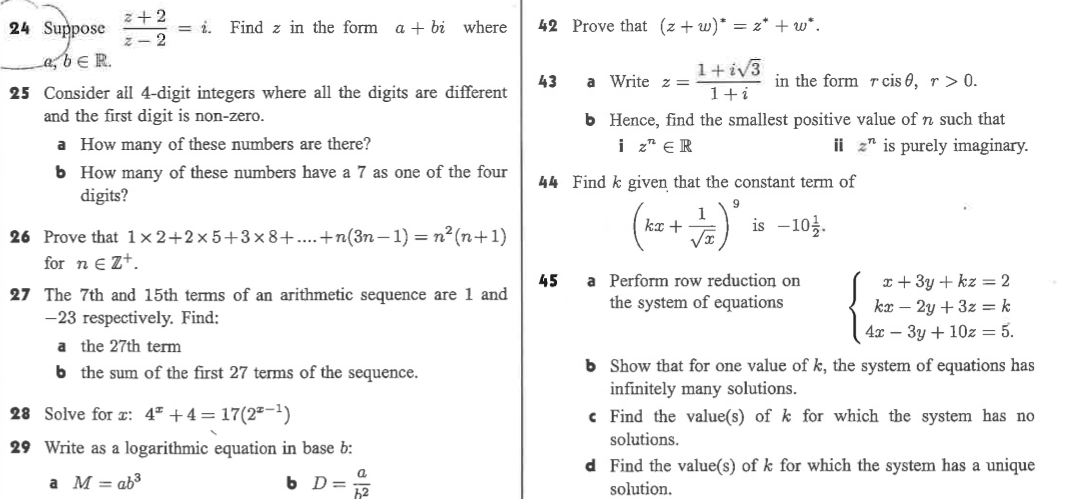 24 Suppose (z + 2)/(z − 2) = i. Find z in the form a + bi where
a, b ∈ ℝ.
25 Consider all 4-digit integers where all the digits are different
and the first digit is non-zero.
a How many of these numbers are there?
b How many of these numbers have a 7 as one of the four
digits?
26 Prove that 1×2+2×5+3×8+....+n(3n−1) = n²(n+1)
for n ∈ ℤ⁺.
27 The 7th and 15th terms of an arithmetic sequence are 1 and
−23 respectively. Find:
a the 27th term
b the sum of the first 27 terms of the sequence.
28 Solve for x: 4ˣ + 4 = 17(2ˣ⁻¹)
29 Write as a logarithmic equation in base b:
a M = ab³ b D = a/b²
42 Prove that (z + w)* = z* + w*.
43 a Write z = (1 + i√3)/(1 + i) in the form r cis θ, r > 0.
b Hence, find the smallest positive value of n such that
i zⁿ ∈ ℝ ii zⁿ is purely imaginary.
44 Find k given that the constant term of
(kx + 1/√x)⁹ is −10½.
45 a Perform row reduction on
the system of equations
{ x + 3y + kz = 2
kx − 2y + 3z = k
4x − 3y + 10z = 5.
b Show that for one value of k, the system of equations has
infinitely many solutions.
c Find the value(s) of k for which the system has no
solutions.
d Find the value(s) of k for which the system has a unique
solution.